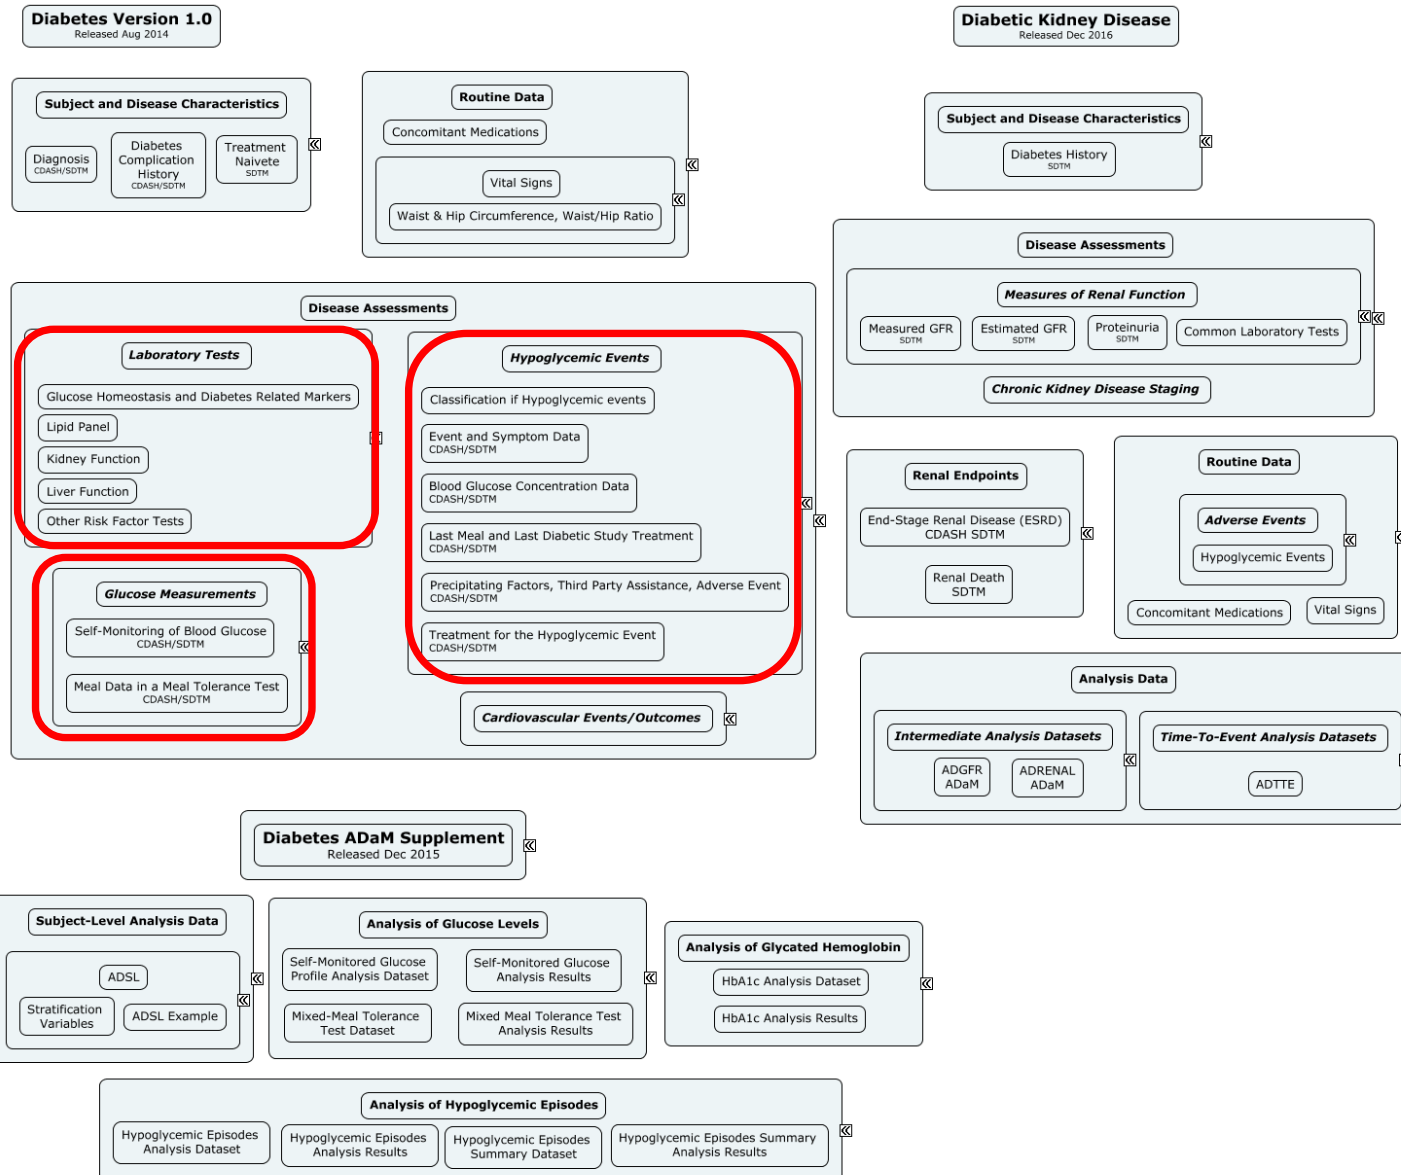 Diabetes Version 1.0
Released Aug 2014
Subject and Disease Characteristics
Diagnosis
CDASH/SDTM
Diabetes
Complication
History
CDASH/SDTM
Treatment
Naivete
SDTM
Routine Data
Concomitant Medications
Vital Signs
Waist & Hip Circumference, Waist/Hip Ratio
Disease Assessments
Laboratory Tests
Glucose Homeostasis and Diabetes Related Markers
Lipid Panel
Kidney Function
Liver Function
Other Risk Factor Tests
Glucose Measurements
Self-Monitoring of Blood Glucose
CDASH/SDTM
Meal Data in a Meal Tolerance Test
CDASH/SDTM
Hypoglycemic Events
Classification if Hypoglycemic events
Event and Symptom Data
CDASH/SDTM
Blood Glucose Concentration Data
CDASH/SDTM
Last Meal and Last Diabetic Study Treatment
CDASH/SDTM
Precipitating Factors, Third Party Assistance, Adverse Event
CDASH/SDTM
Treatment for the Hypoglycemic Event
CDASH/SDTM
Cardiovascular Events/Outcomes
Diabetic Kidney Disease
Released Dec 2016
Subject and Disease Characteristics
Diabetes History
SDTM
Disease Assessments
Measures of Renal Function
Measured GFR
SDTM
Estimated GFR
SDTM
Proteinuria
SDTM
Common Laboratory Tests
Chronic Kidney Disease Staging
Renal Endpoints
End-Stage Renal Disease (ESRD)
CDASH SDTM
Renal Death
SDTM
Routine Data
Adverse Events
Hypoglycemic Events
Concomitant Medications
Vital Signs
Analysis Data
Intermediate Analysis Datasets
ADGFR
ADaM
ADRENAL
ADaM
Time-To-Event Analysis Datasets
ADTTE
Diabetes ADaM Supplement
Released Dec 2015
Subject-Level Analysis Data
ADSL
Stratification
Variables
ADSL Example
Analysis of Glucose Levels
Self-Monitored Glucose
Profile Analysis Dataset
Self-Monitored Glucose
Analysis Results
Mixed-Meal Tolerance
Test Dataset
Mixed Meal Tolerance Test
Analysis Results
Analysis of Glycated Hemoglobin
HbA1c Analysis Dataset
HbA1c Analysis Results
Analysis of Hypoglycemic Episodes
Hypoglycemic Episodes
Analysis Dataset
Hypoglycemic Episodes
Analysis Results
Hypoglycemic Episodes
Summary Dataset
Hypoglycemic Episodes Summary
Analysis Results